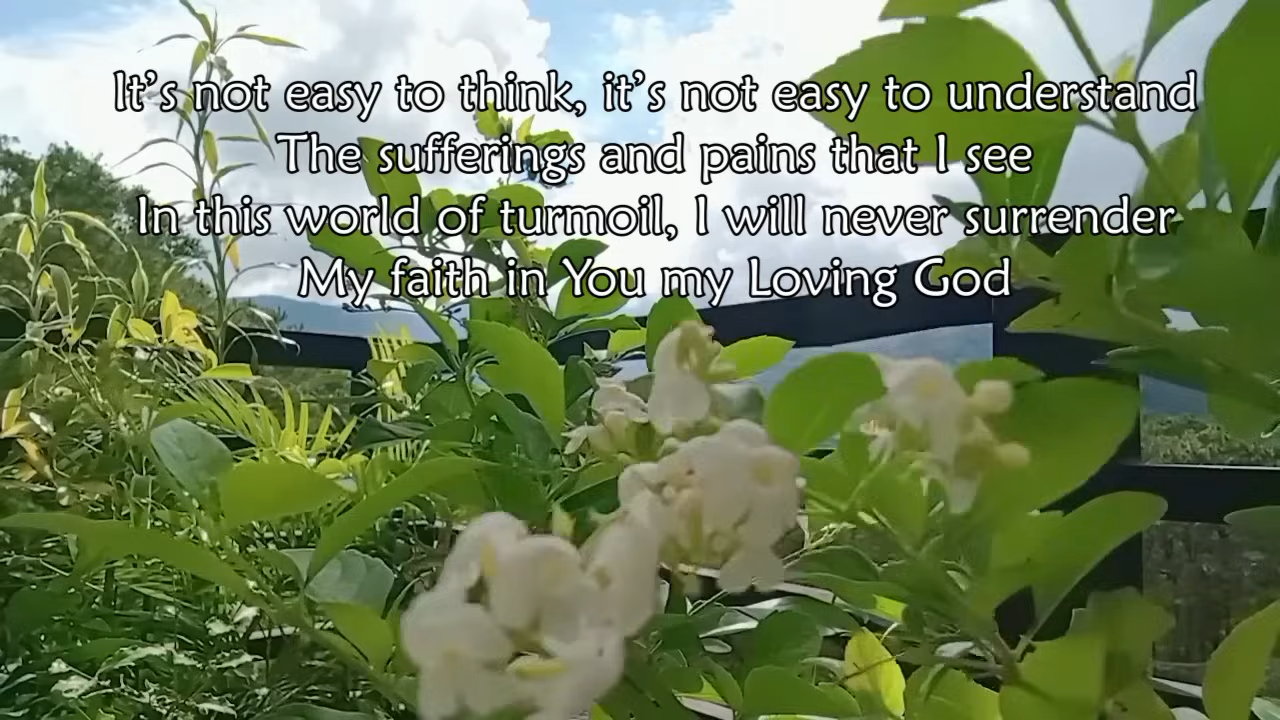 It's not easy to think, it's not easy to understand
The sufferings and pains that I see
In this world of turmoil, I will never surrender
My faith in You my Loving God